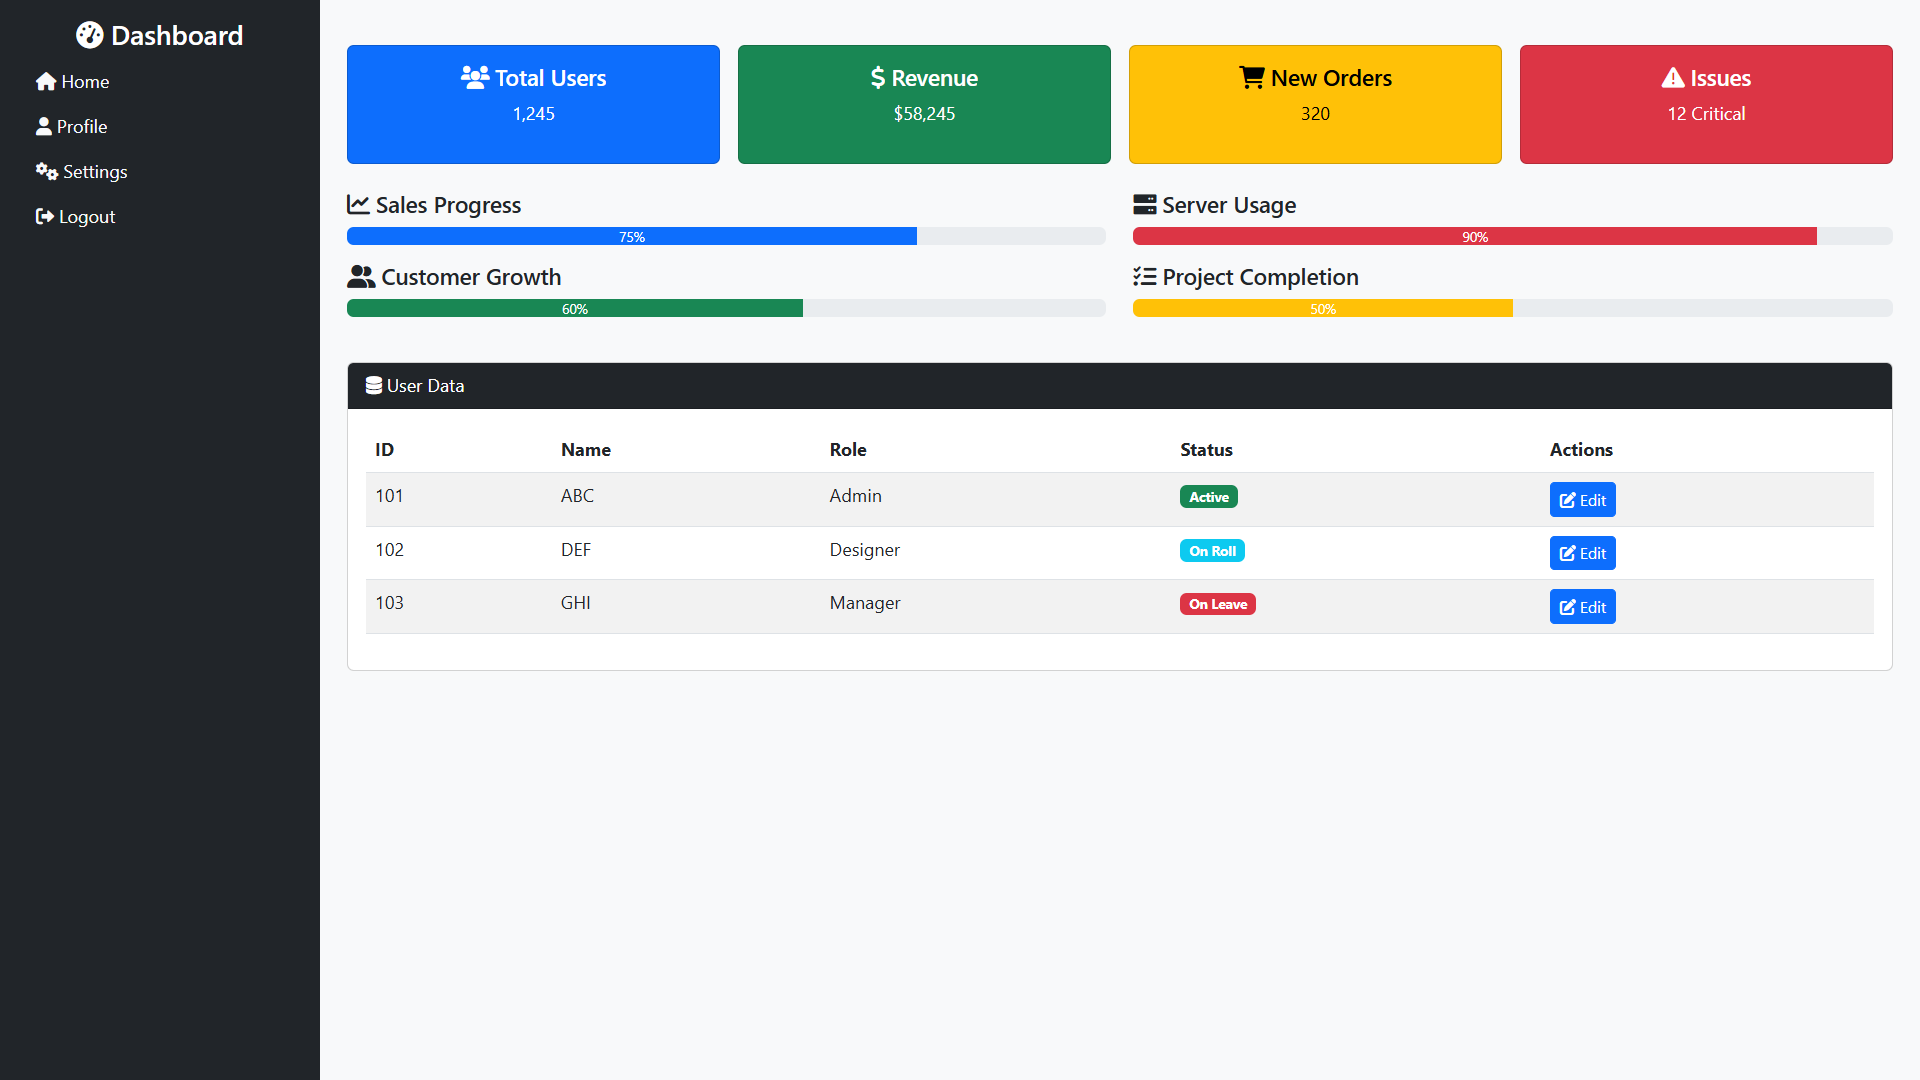 Dashboard
Home
Profile
Settings
Logout
Total Users
1,245
Revenue
$58,245
New Orders
320
Issues
12 Critical
Sales Progress
75%
Server Usage
90%
Customer Growth
60%
Project Completion
50%
User Data
ID Name Role Status Actions
101 ABC Admin Active Edit
102 DEF Designer On Roll Edit
103 GHI Manager On Leave Edit